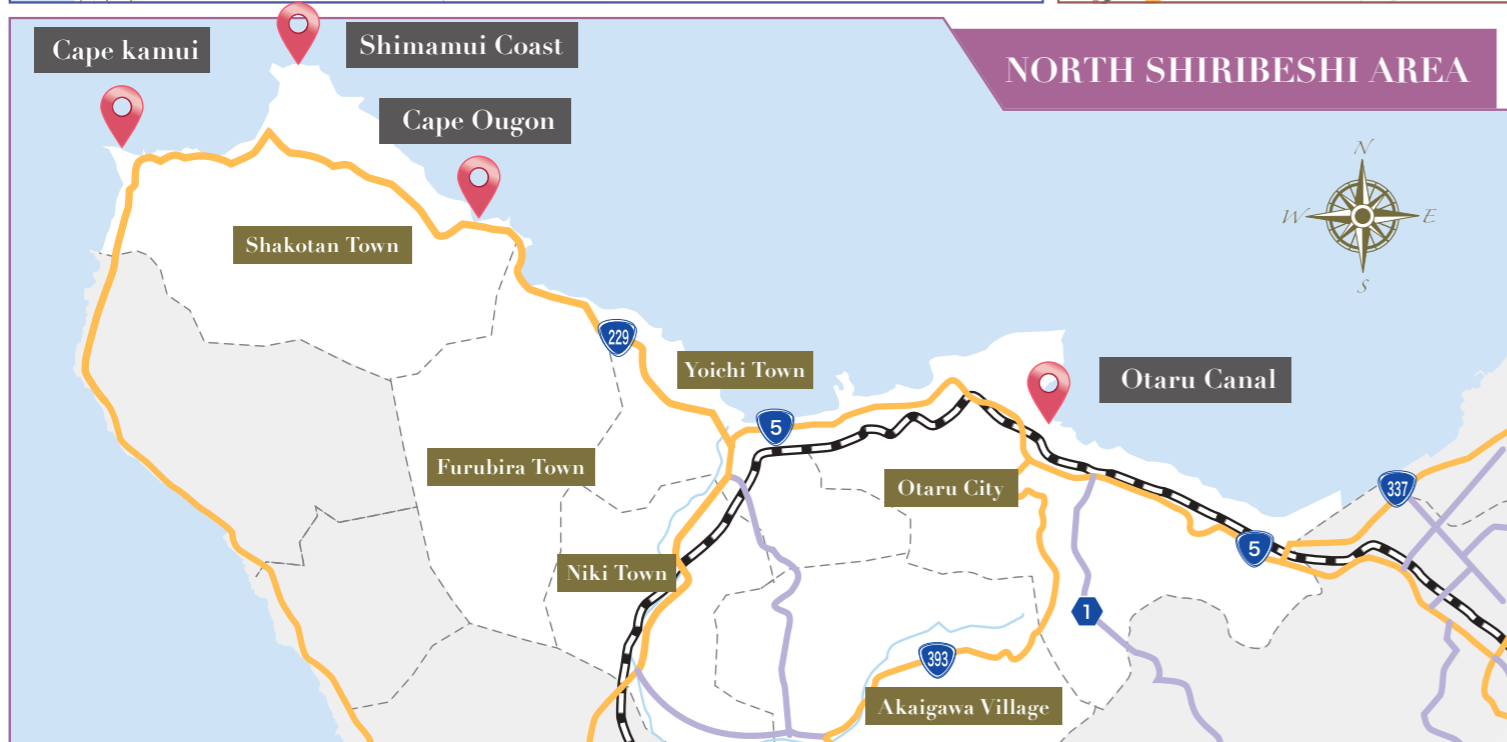 NORTH SHIRIBESHI AREA
Cape kamui
Shimamui Coast
Cape Ougon
N
W
E
S
Shakotan Town
229
Yoichi Town
Otaru Canal
5
Furubira Town
Otaru City
337
5
Niki Town
1
393
Akaigawa Village